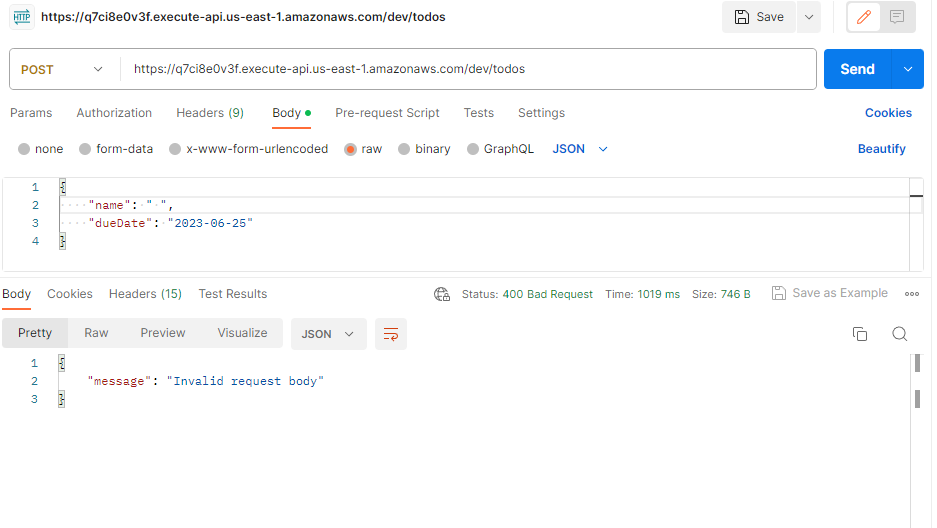 HTTP https://q7ci8e0v3f.execute-api.us-east-1.amazonaws.com/dev/todos Save
POST https://q7ci8e0v3f.execute-api.us-east-1.amazonaws.com/dev/todos Send
Params Authorization Headers (9) Body Pre-request Script Tests Settings Cookies
none form-data x-www-form-urlencoded raw binary GraphQL JSON Beautify
1 {
2 "name": " ",
3 "dueDate": "2023-06-25"
4 }
Body Cookies Headers (15) Test Results Status: 400 Bad Request Time: 1019 ms Size: 746 B Save as Example
Pretty Raw Preview Visualize JSON
1 {
2 "message": "Invalid request body"
3 }